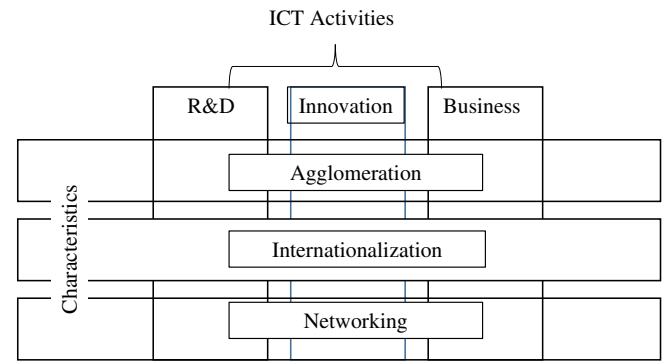 ICT Activities
R&D
Innovation
Business
Agglomeration
Characteristics
Internationalization
Networking